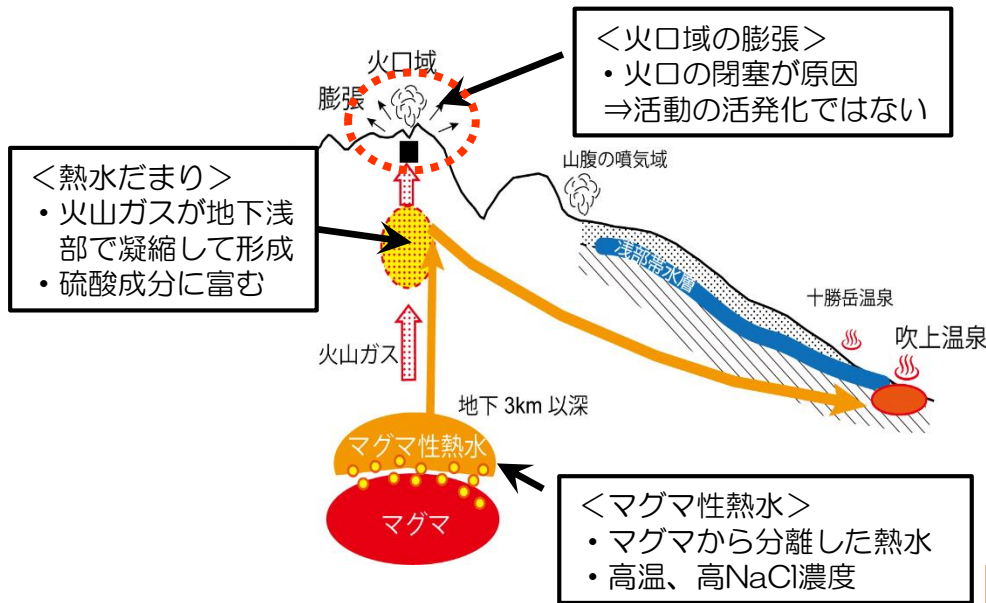 ＜火口域の膨張＞
・火口の閉塞が原因
⇒活動の活発化ではない
火口域
膨張
山腹の噴気域
＜熱水だまり＞
・火山ガスが地下浅
部で凝縮して形成
・硫酸成分に富む
浅部帯水層
十勝岳温泉
吹上温泉
火山ガス
地下 3km 以深
マグマ性熱水
マグマ
＜マグマ性熱水＞
・マグマから分離した熱水
・高温、高NaCl濃度